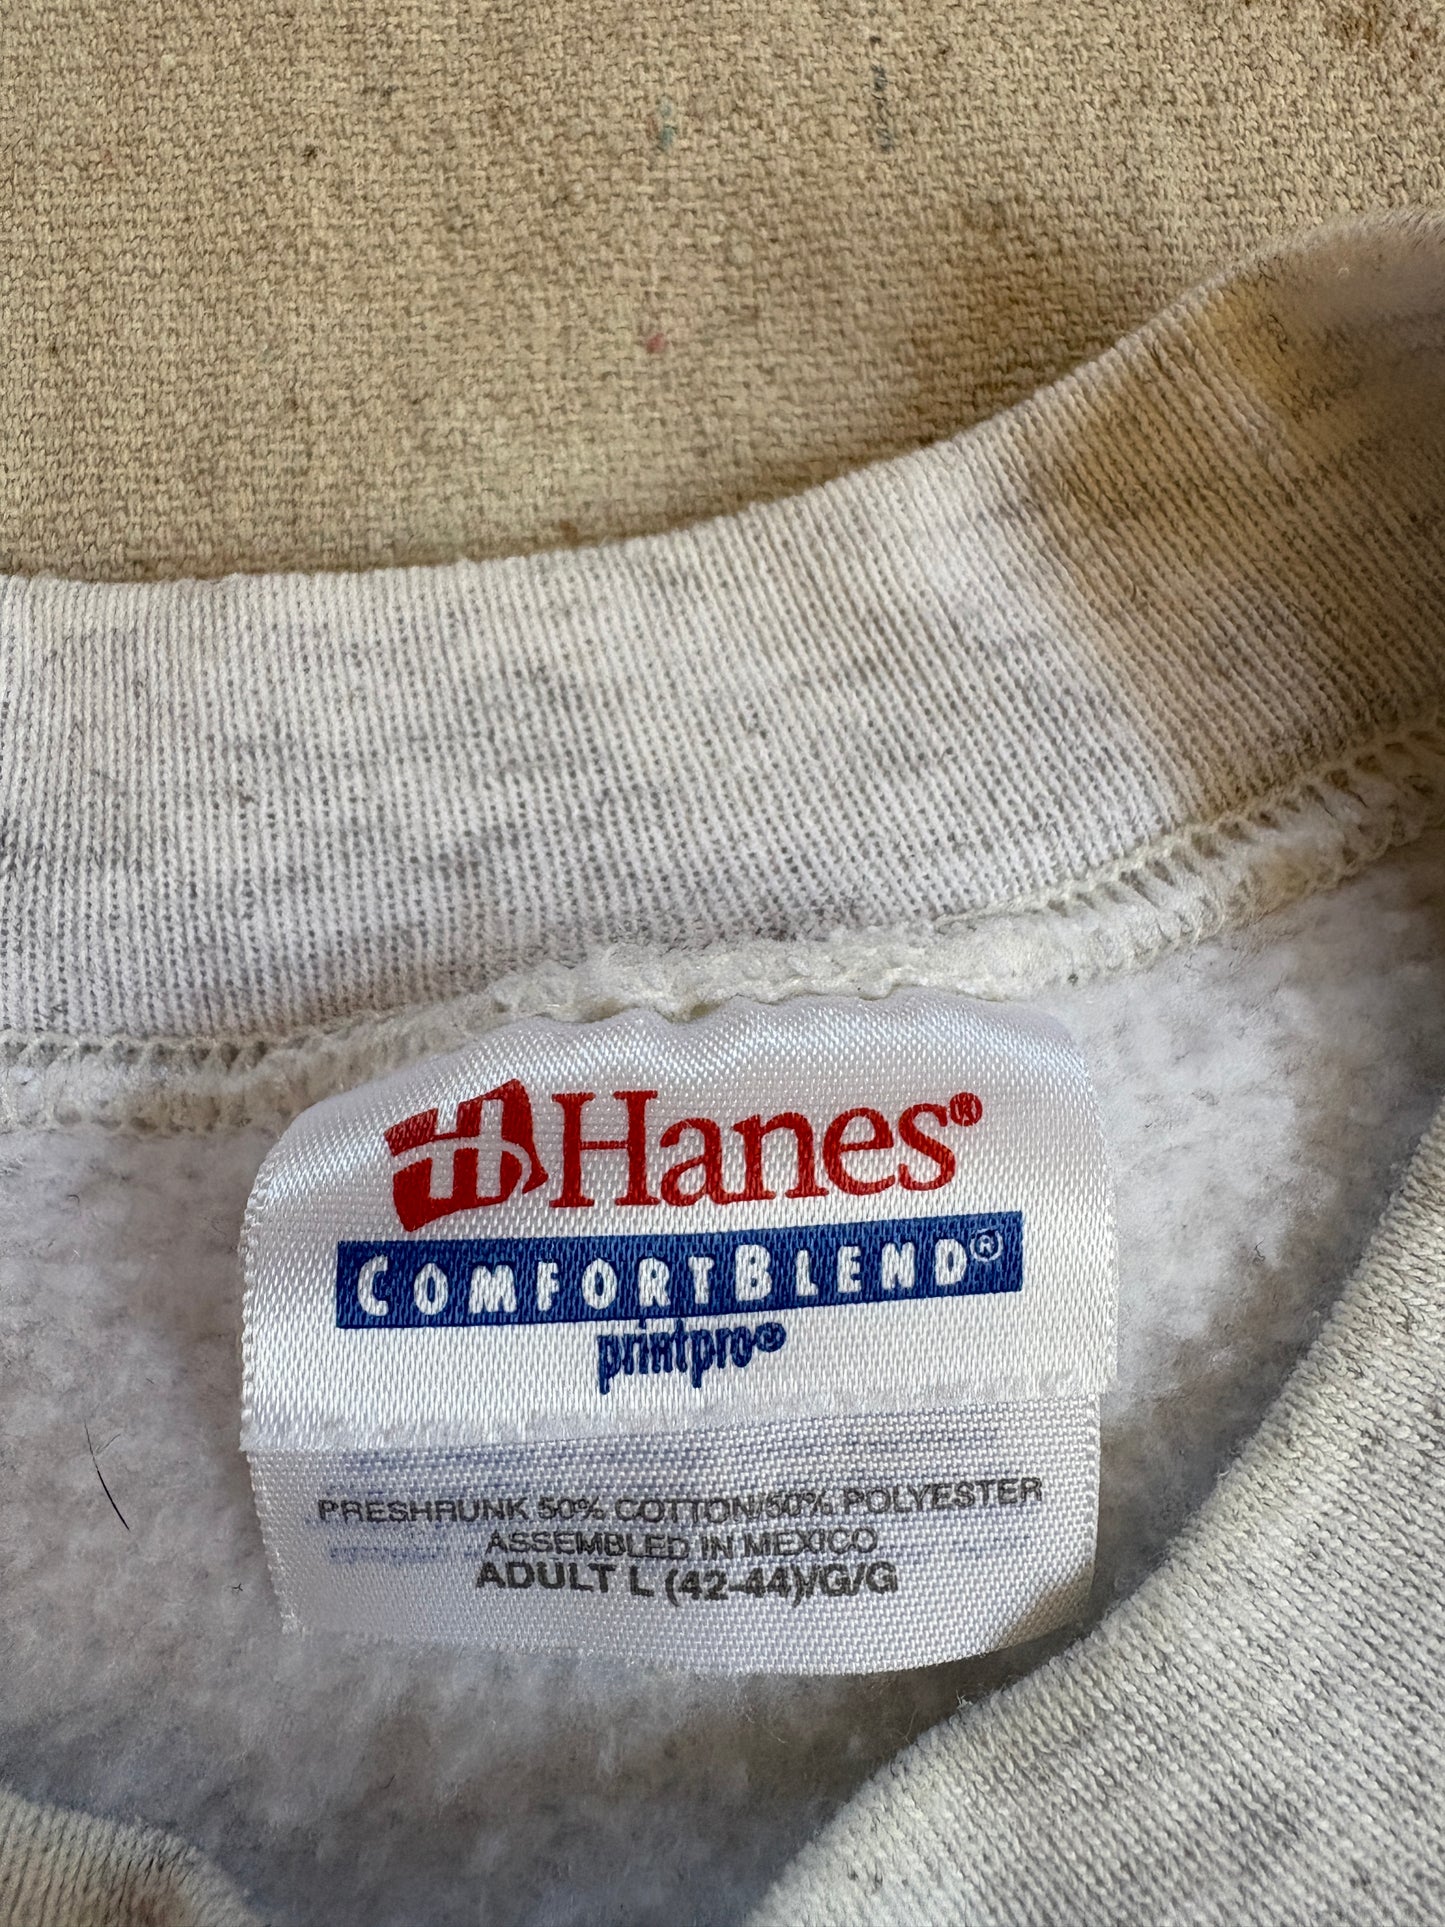 Hanes®
COMFORTBLEND®
printpro®
PRESHRUNK 50% COTTON/50% POLYESTER
ASSEMBLED IN MEXICO
ADULT L (42-44)/G/G